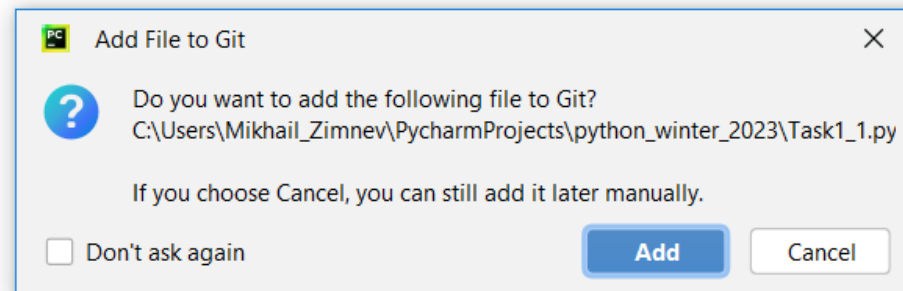 PC
Add File to Git
?
Do you want to add the following file to Git?
C:\Users\Mikhail_Zimnev\PycharmProjects\python_winter_2023\Task1_1.py
If you choose Cancel, you can still add it later manually.
Don't ask again
Add
Cancel